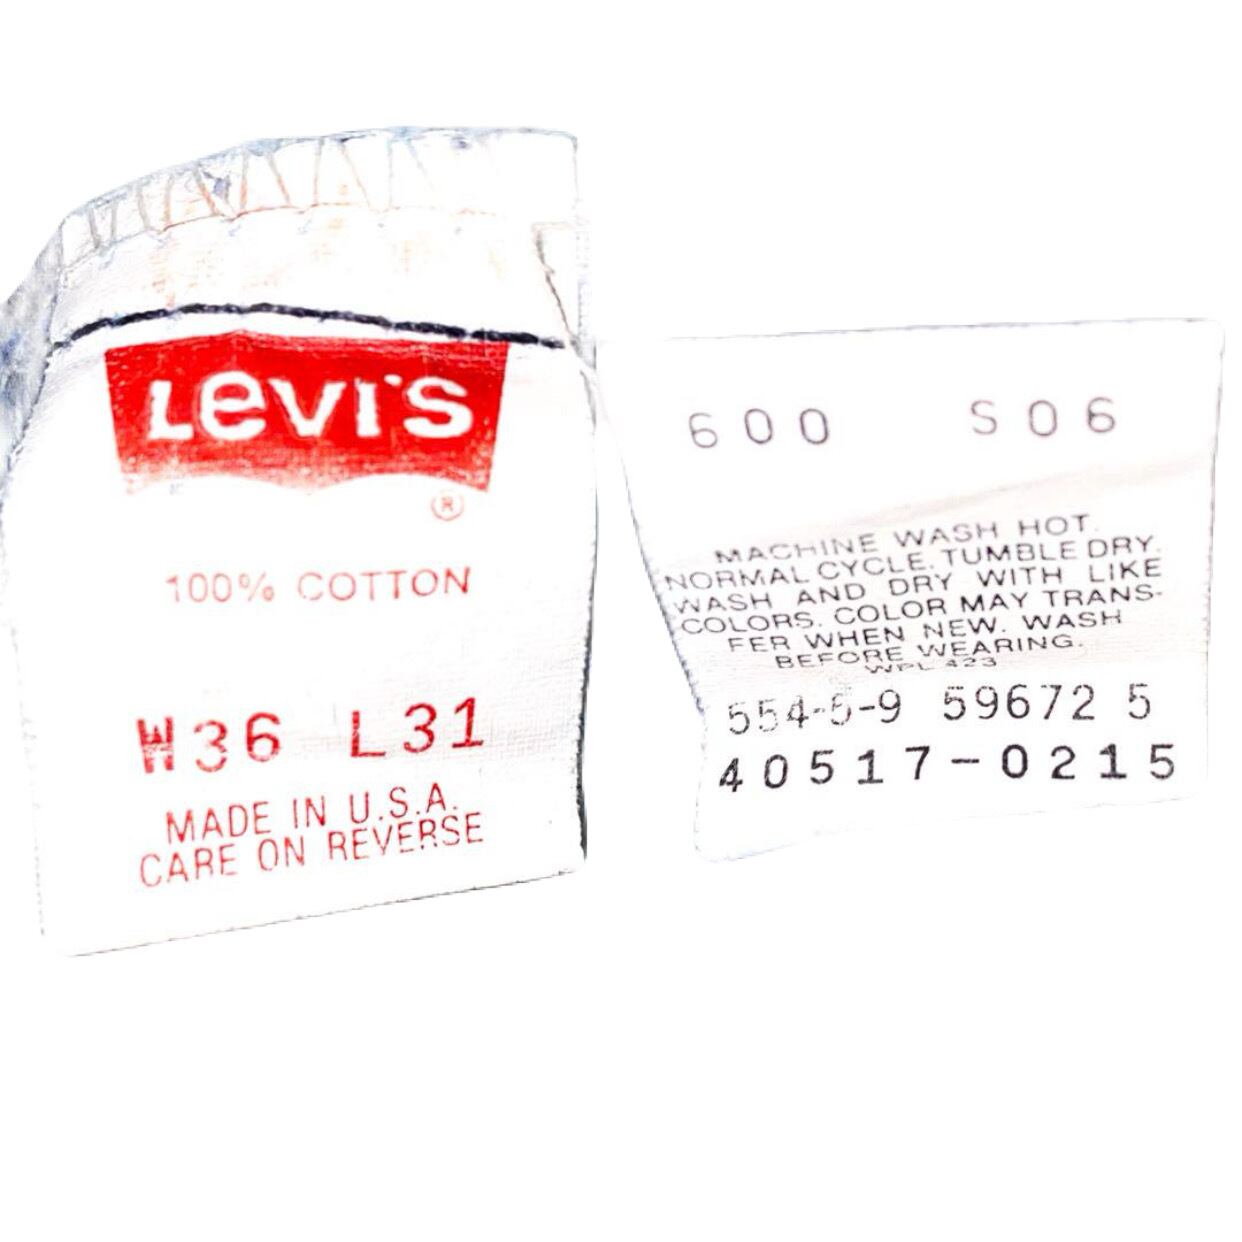 Levi's
®
100% COTTON
W36 L31
MADE IN U.S.A.
CARE ON REVERSE
600 S06
MACHINE WASH HOT.
NORMAL CYCLE. TUMBLE DRY.
WASH AND DRY WITH LIKE
COLORS. COLOR MAY TRANS-
FER WHEN NEW. WASH
BEFORE WEARING.
WPL 423
554-6-9 59672 5
40517-0215